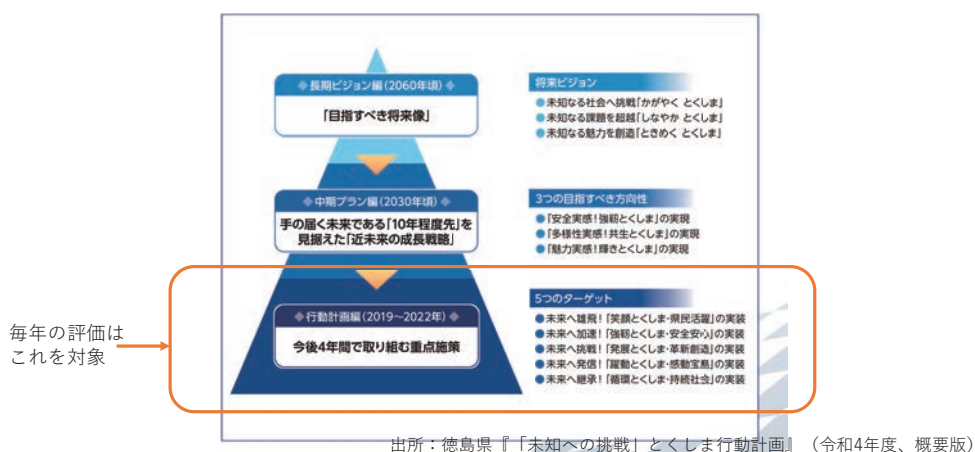 ◆長期ビジョン編(2060年頃)◆
「目指すべき将来像」
将来ビジョン
●未知なる社会へ挑戦「かがやく とくしま」
●未知なる課題を超越「しなやか とくしま」
●未知なる魅力を創造「ときめく とくしま」
◆中期プラン編(2030年頃)◆
手の届く未来である「10年程度先」を
見据えた「近未来の成長戦略」
3つの目指すべき方向性
●「安全実感!強靭とくしま」の実現
●「多様性実感!共生とくしま」の実現
●「魅力実感!輝きとくしま」の実現
毎年の評価は
これを対象
◆行動計画編(2019〜2022年)◆
今後4年間で取り組む重点施策
5つのターゲット
●未来へ雄飛!「笑顔とくしま・県民活躍」の実装
●未来へ加速!「強靭とくしま・安全安心」の実装
●未来へ挑戦!「発展とくしま・革新創造」の実装
●未来へ発信!「躍動とくしま・感動宝島」の実装
●未来へ継承!「循環とくしま・持続社会」の実装
出所:徳島県『「未知への挑戦」とくしま行動計画』(令和4年度、概要版)